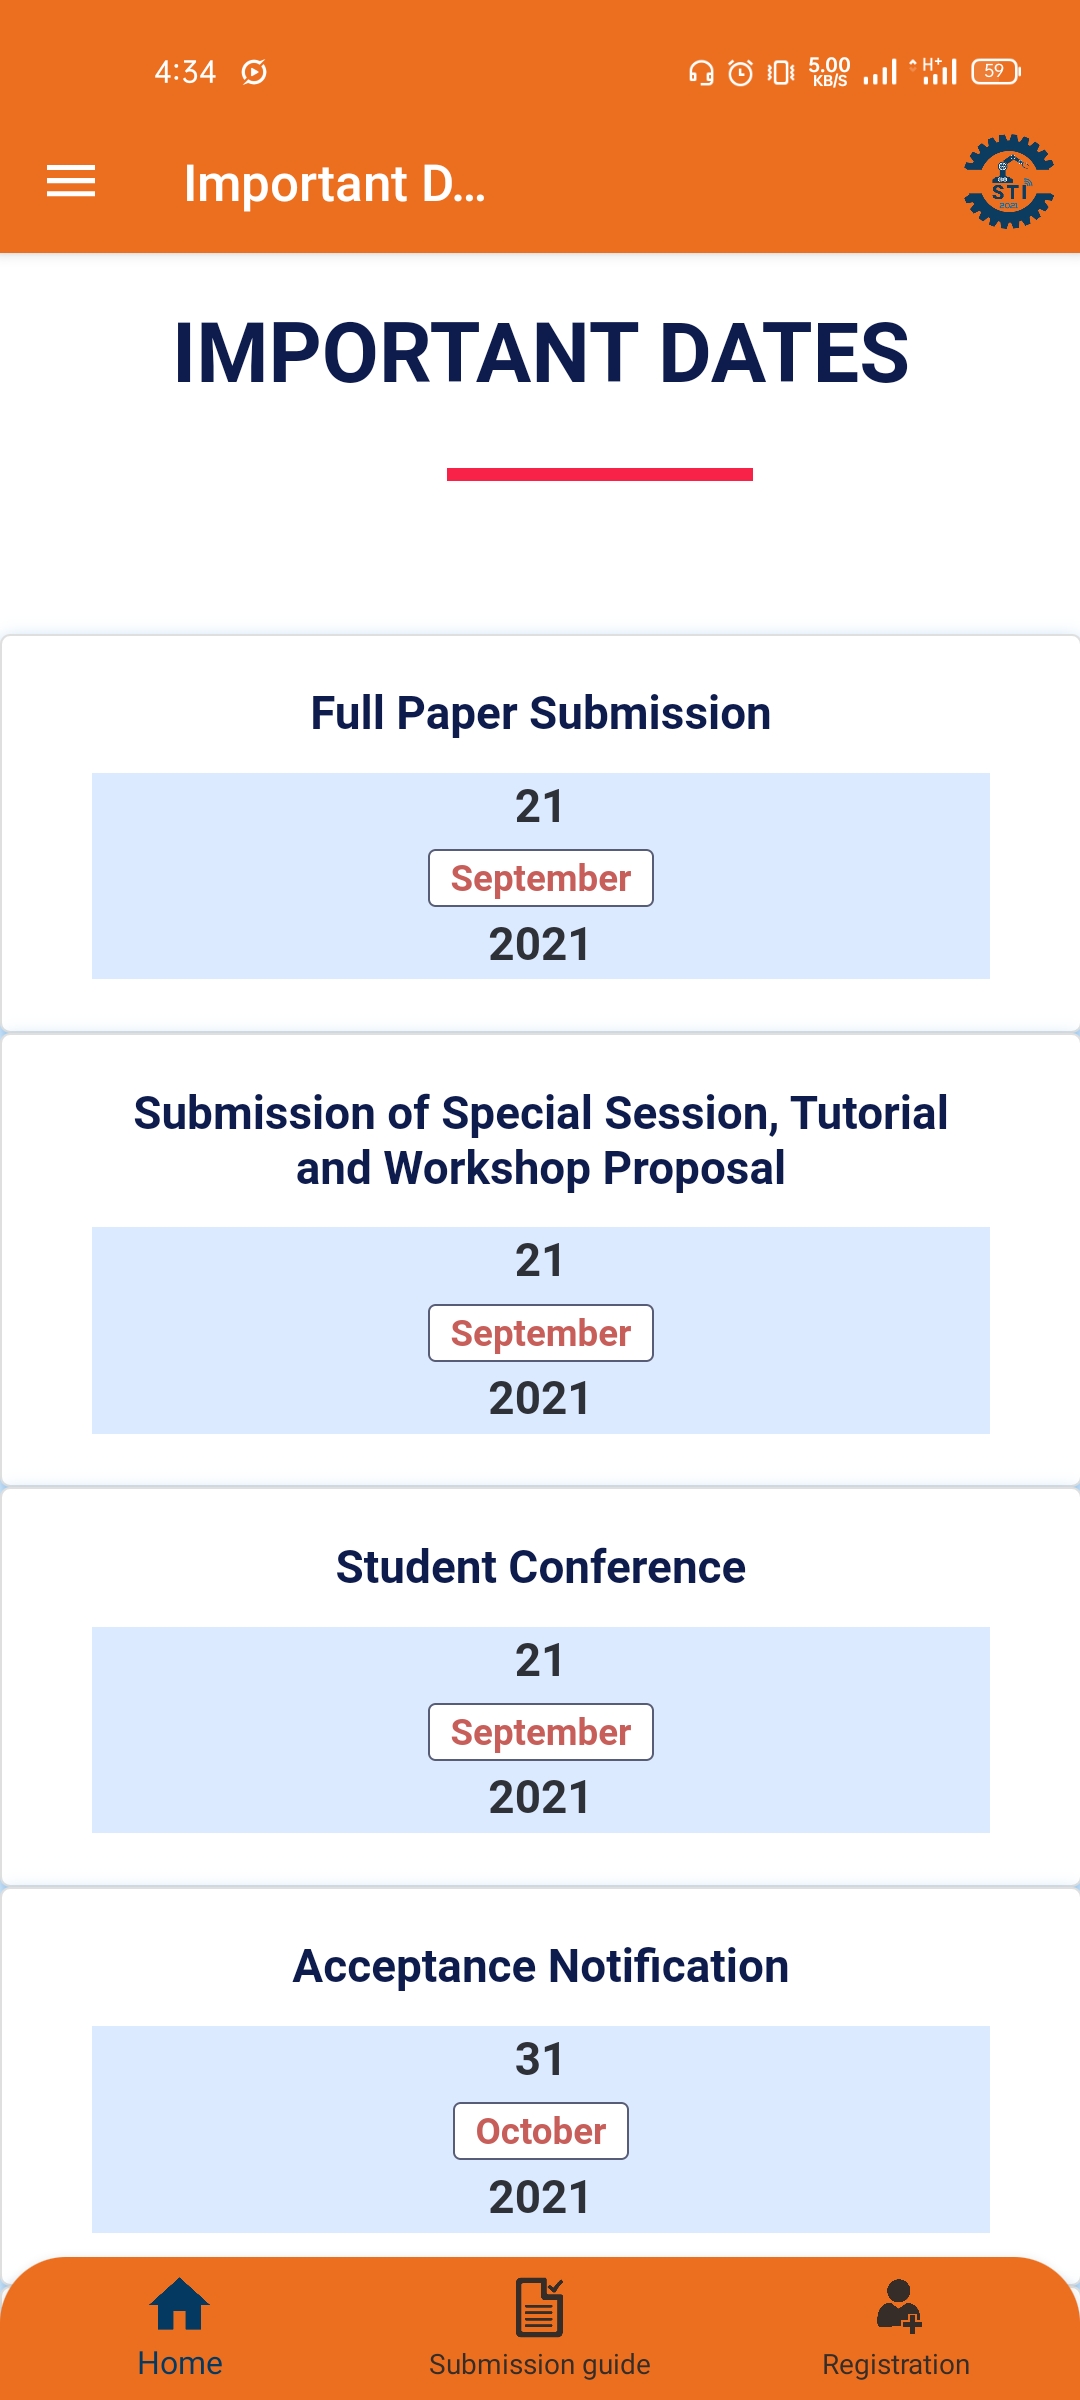 4:34
5.00
KB/S
H+
59
Important D...
STI
2021
IMPORTANT DATES
Full Paper Submission
21
September
2021
Submission of Special Session, Tutorial
and Workshop Proposal
21
September
2021
Student Conference
21
September
2021
Acceptance Notification
31
October
2021
Home
Submission guide
Registration